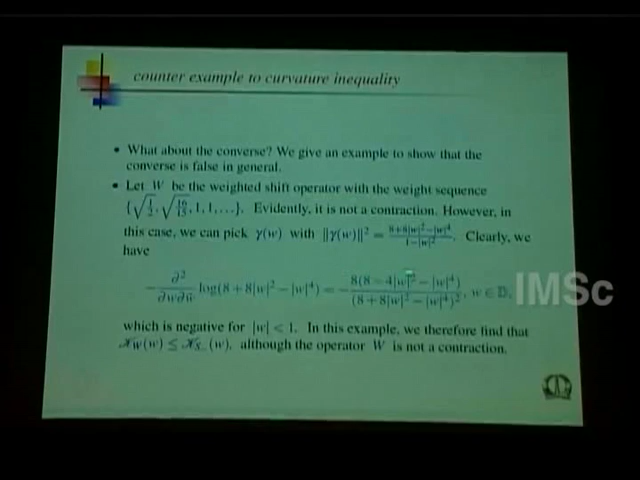 counter example to curvature inequality
• What about the converse? We give an example to show that the
converse is false in general.
• Let W be the weighted shift operator with the weight sequence
{√(1/2), √(16/15), 1, 1, …}. Evidently, it is not a contraction. However, in
this case, we can pick γ(w) with ||γ(w)||² = (8+8|w|²−|w|⁴)/(1−|w|²). Clearly, we
have
−∂²/∂w∂w̄ log(8 + 8|w|² − |w|⁴) = −8(8 − 4|w|² − |w|⁴)/(8 + 8|w|² − |w|⁴)², w ∈ 𝔻,
which is negative for |w| < 1. In this example, we therefore find that
𝒦_W(w) ≤ 𝒦_S (w), although the operator W is not a contraction.
IMSc